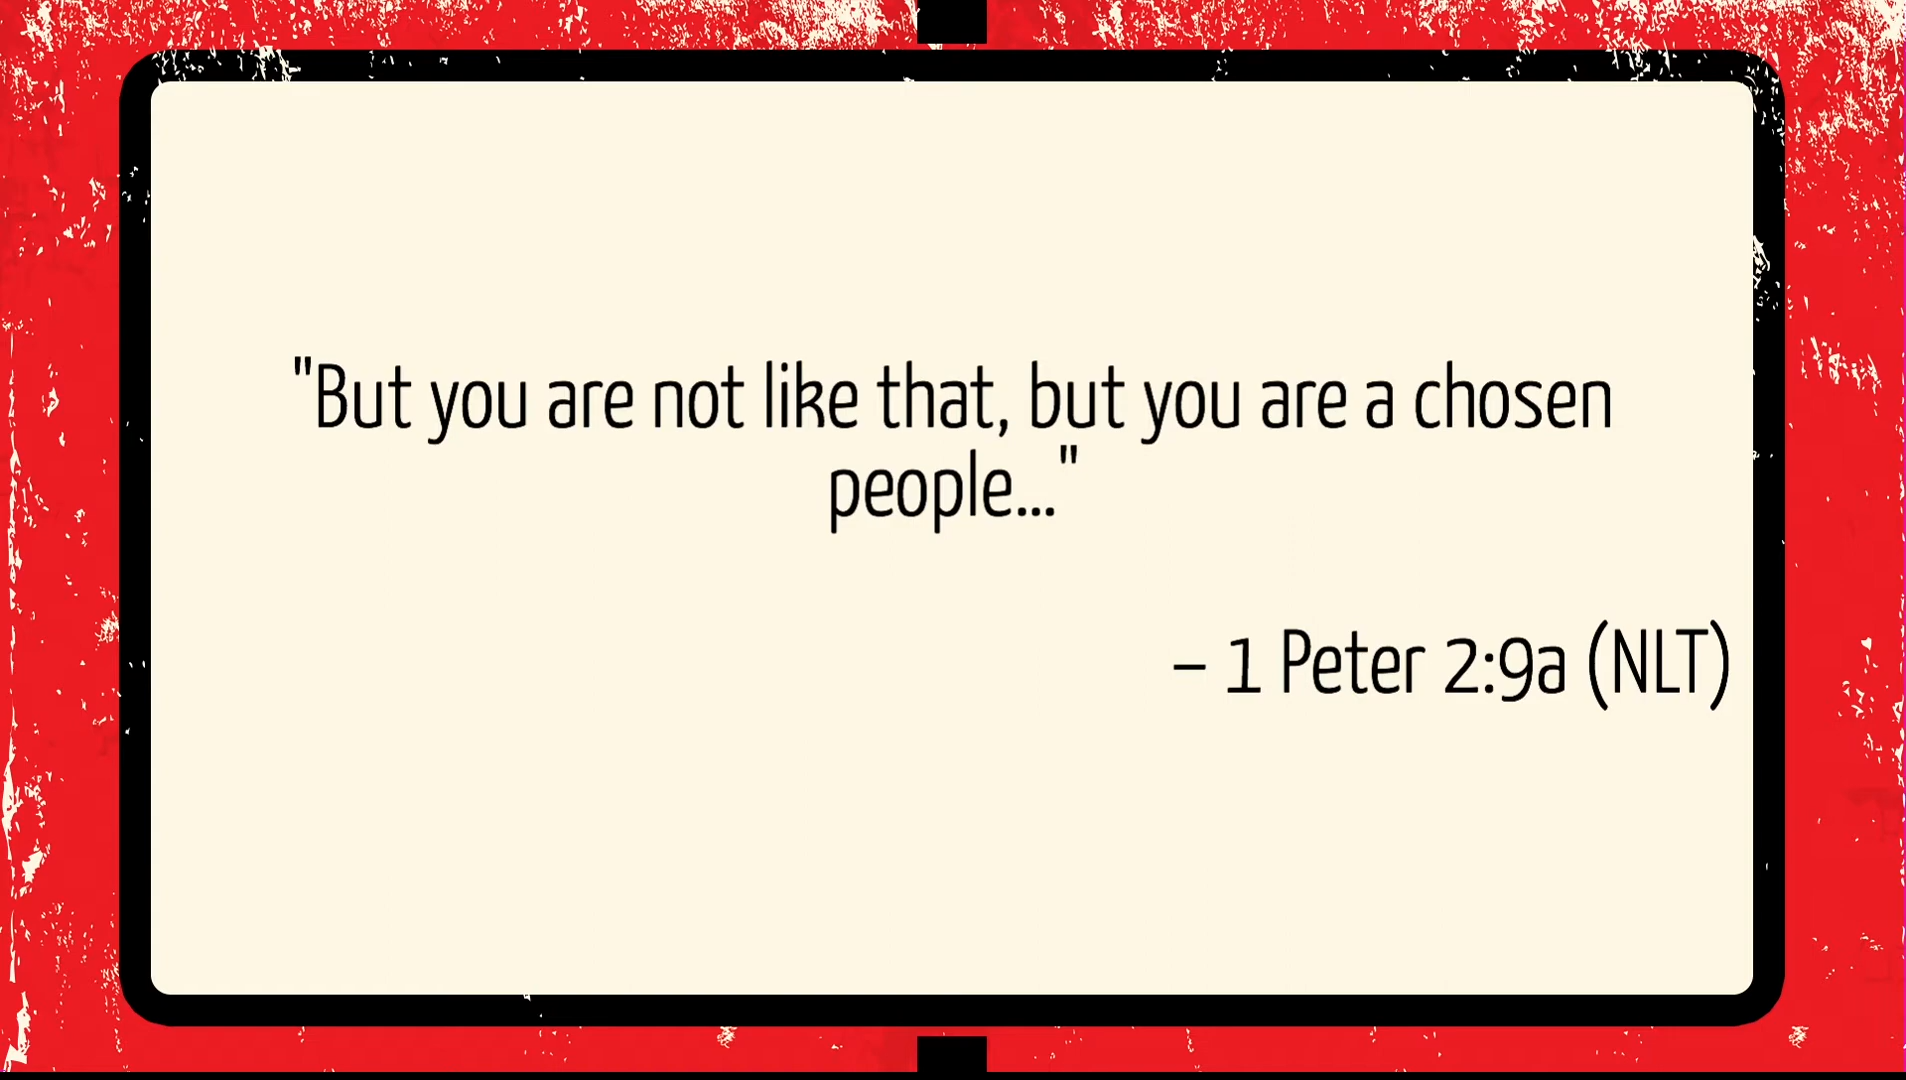 "But you are not like that, but you are a chosen
people..."
– 1 Peter 2:9a (NLT)